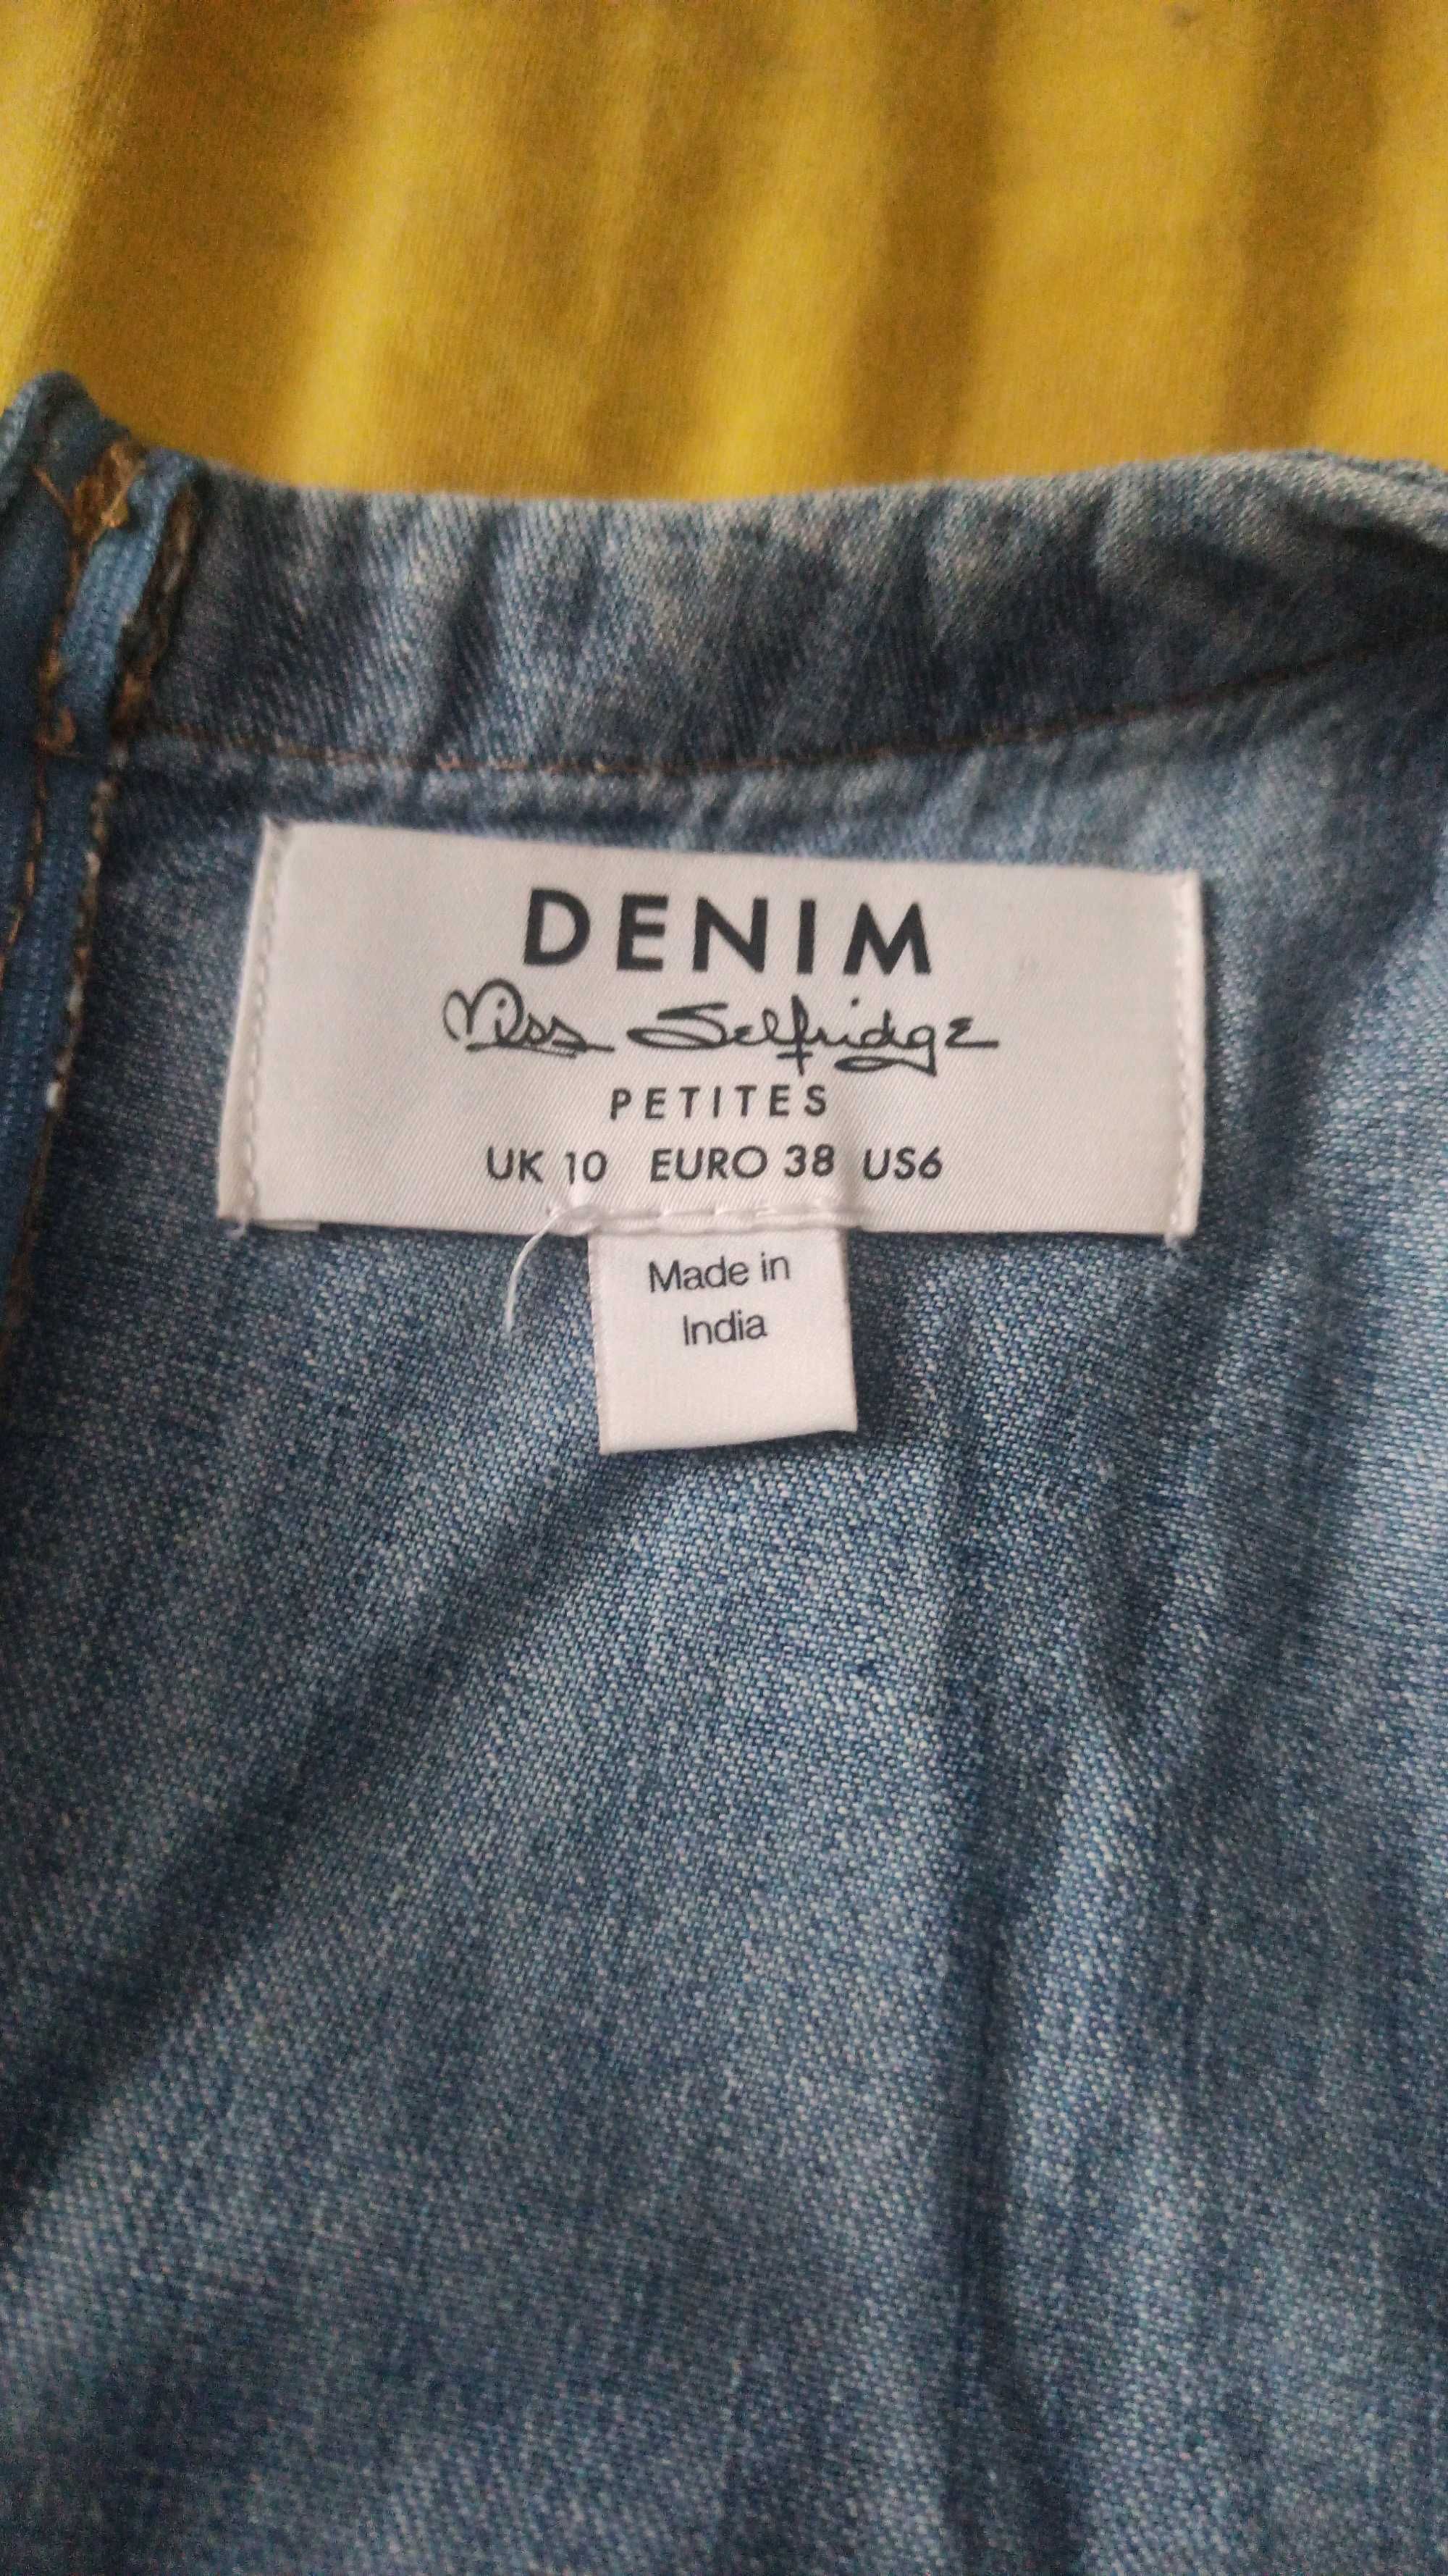 DENIM
Miss Selfridge
PETITES
UK 10 EURO 38 US6
Made in
India